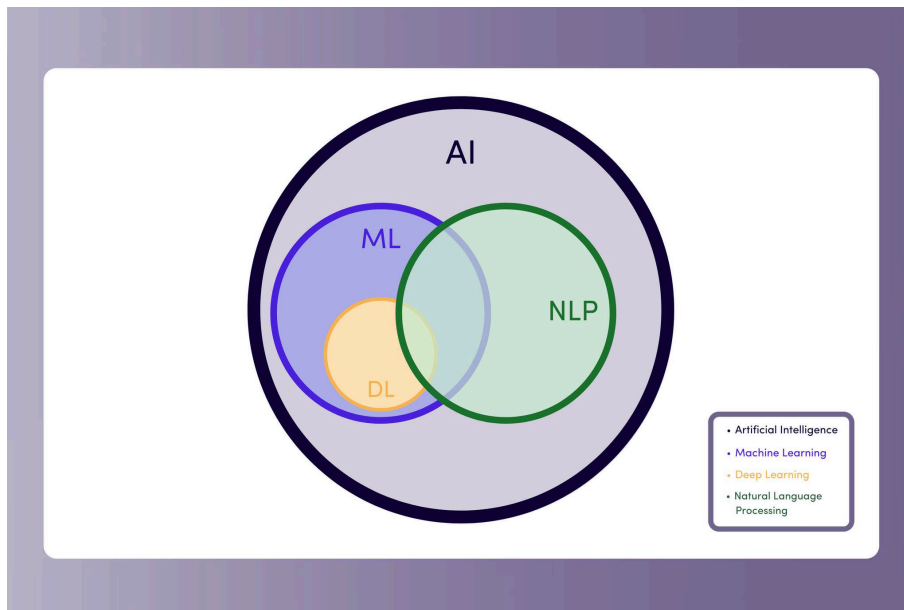 AI
ML
NLP
DL
• Artificial Intelligence
• Machine Learning
• Deep Learning
• Natural Language
Processing